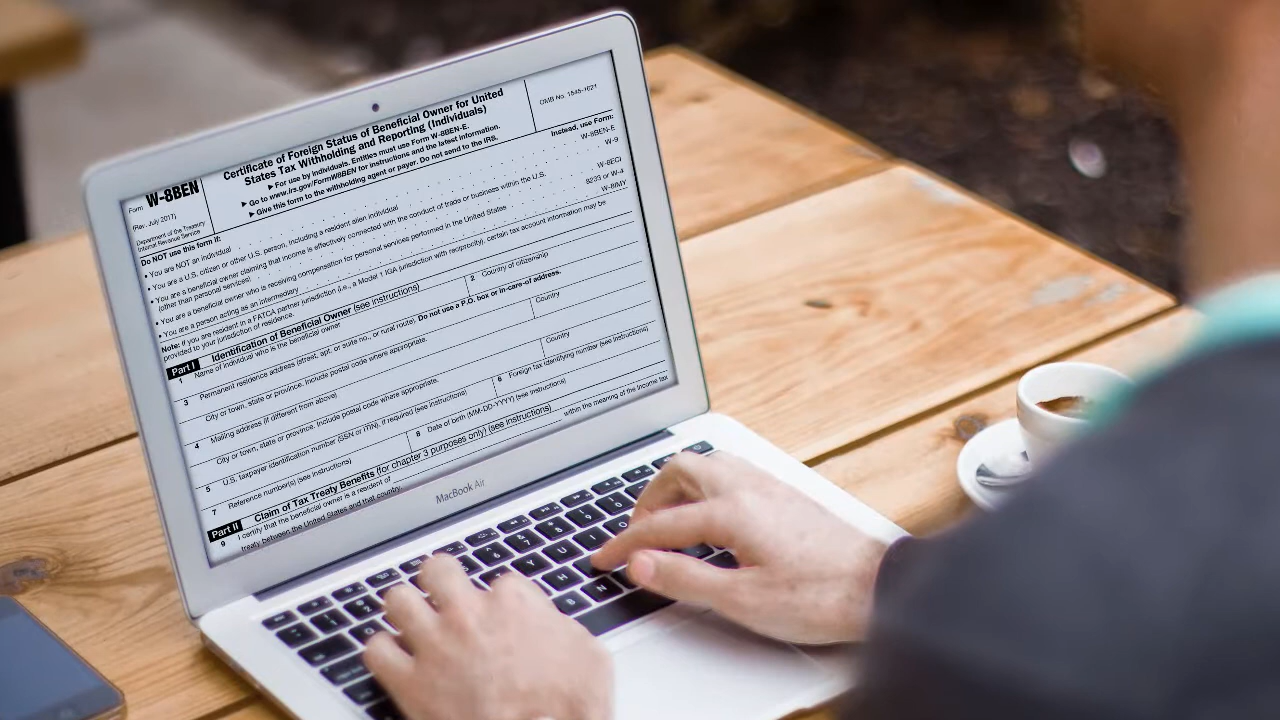 Form W-8BEN
(Rev. July 2017)
Department of the Treasury
Internal Revenue Service
Certificate of Foreign Status of Beneficial Owner for United
States Tax Withholding and Reporting (Individuals)
▶ For use by individuals. Entities must use Form W-8BEN-E.
▶ Go to www.irs.gov/FormW8BEN for instructions and the latest information.
▶ Give this form to the withholding agent or payer. Do not send to the IRS.
OMB No. 1545-1621
Do NOT use this form if:
Instead, use Form:
• You are NOT an individual W-8BEN-E
• You are a U.S. citizen or other U.S. person, including a resident alien individual W-9
• You are a beneficial owner claiming that income is effectively connected with the conduct of trade or business within the U.S.
(other than personal services) W-8ECI
• You are a beneficial owner who is receiving compensation for personal services performed in the United States 8233 or W-4
• You are a person acting as an intermediary W-8IMY
Note: If you are resident in a FATCA partner jurisdiction (i.e., a Model 1 IGA jurisdiction with reciprocity), certain tax account information may be
provided to your jurisdiction of residence.
Part I Identification of Beneficial Owner (see instructions)
1 Name of individual who is the beneficial owner
2 Country of citizenship
3 Permanent residence address (street, apt. or suite no., or rural route). Do not use a P.O. box or in-care-of address.
City or town, state or province. Include postal code where appropriate.
Country
4 Mailing address (if different from above)
City or town, state or province. Include postal code where appropriate.
Country
5 U.S. taxpayer identification number (SSN or ITIN), if required (see instructions)
6 Foreign tax identifying number (see instructions)
7 Reference number(s) (see instructions)
8 Date of birth (MM-DD-YYYY) (see instructions)
Part II Claim of Tax Treaty Benefits (for chapter 3 purposes only) (see instructions)
9 I certify that the beneficial owner is a resident of within the meaning of the income tax
treaty between the United States and that country.
MacBook Air